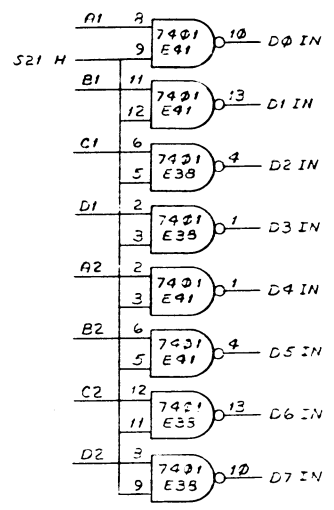 A1 8 74Ø1 E41 1Ø DØ IN
S21 H 9
B1 11 74Ø1 E41 13 D1 IN
12
C1 6 74Ø1 E38 4 D2 IN
5
D1 2 74Ø1 E38 1 D3 IN
3
A2 2 74Ø1 E41 1 D4 IN
3
B2 6 74Ø1 E41 4 D5 IN
5
C2 12 74Ø1 E38 13 D6 IN
11
D2 8 74Ø1 E38 1Ø D7 IN
9